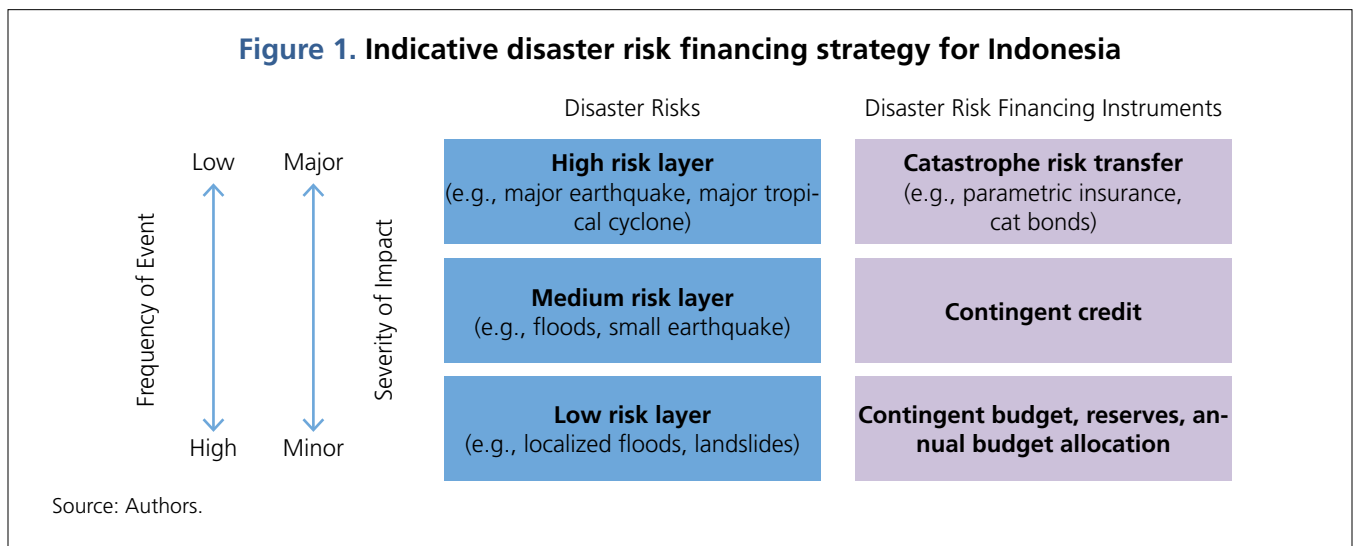 Figure 1. Indicative disaster risk financing strategy for Indonesia
Disaster Risks
Disaster Risk Financing Instruments
Frequency of Event
Low
High
Major
Minor
Severity of Impact
High risk layer
(e.g., major earthquake, major tropi-
cal cyclone)
Catastrophe risk transfer
(e.g., parametric insurance,
cat bonds)
Medium risk layer
(e.g., floods, small earthquake)
Contingent credit
Low risk layer
(e.g., localized floods, landslides)
Contingent budget, reserves, an-
nual budget allocation
Source: Authors.